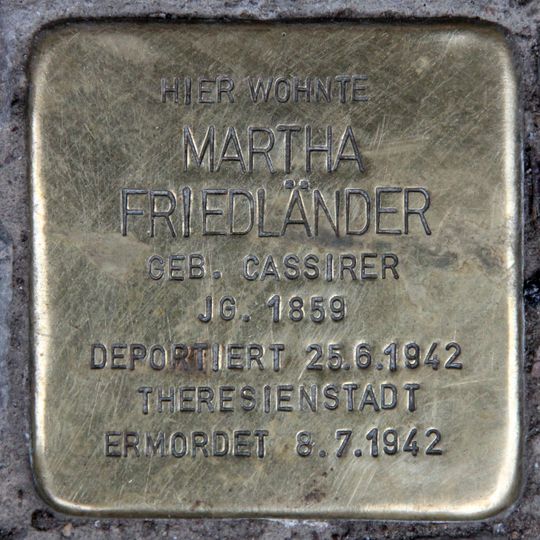 HIER WOHNTE
MARTHA
FRIEDLÄNDER
GEB. CASSIRER
JG. 1859
DEPORTIERT 25.6.1942
THERESIENSTADT
ERMORDET 8.7.1942